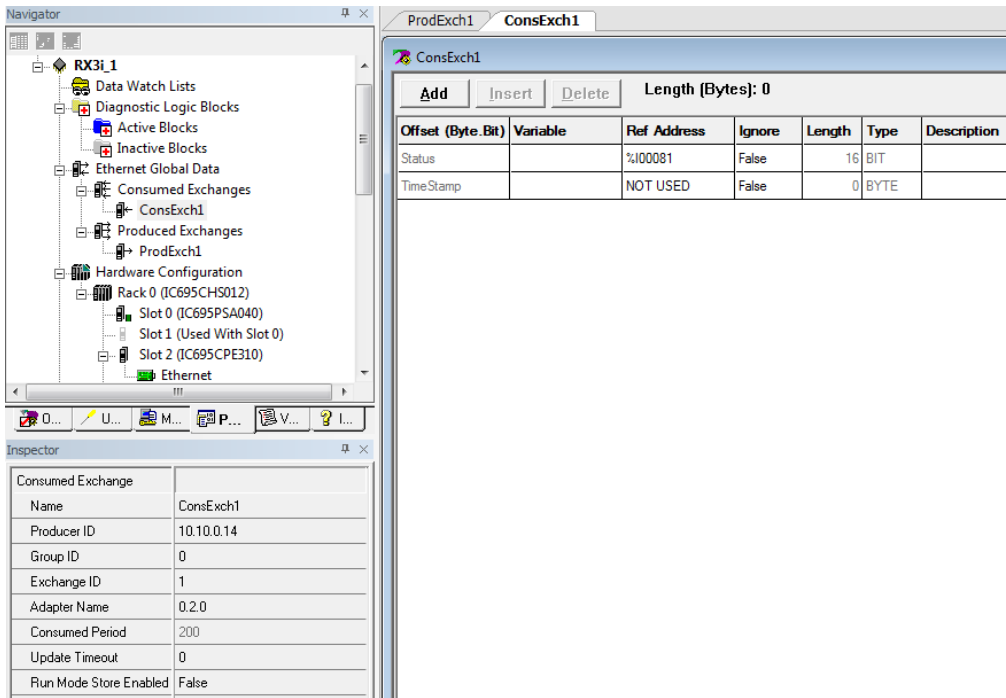 Navigator
RX3i_1
Data Watch Lists
Diagnostic Logic Blocks
Active Blocks
Inactive Blocks
Ethernet Global Data
Consumed Exchanges
ConsExch1
Produced Exchanges
ProdExch1
Hardware Configuration
Rack 0 (IC695CHS012)
Slot 0 (IC695PSA040)
Slot 1 (Used With Slot 0)
Slot 2 (IC695CPE310)
Ethernet
O... U... M... P... V... I...
Inspector
Consumed Exchange
Name ConsExch1
Producer ID 10.10.0.14
Group ID 0
Exchange ID 1
Adapter Name 0.2.0
Consumed Period 200
Update Timeout 0
Run Mode Store Enabled False
ProdExch1 ConsExch1
ConsExch1
Add Insert Delete Length (Bytes): 0
Offset (Byte.Bit) Variable Ref Address Ignore Length Type Description
Status %I00081 False 16 BIT
TimeStamp NOT USED False 0 BYTE